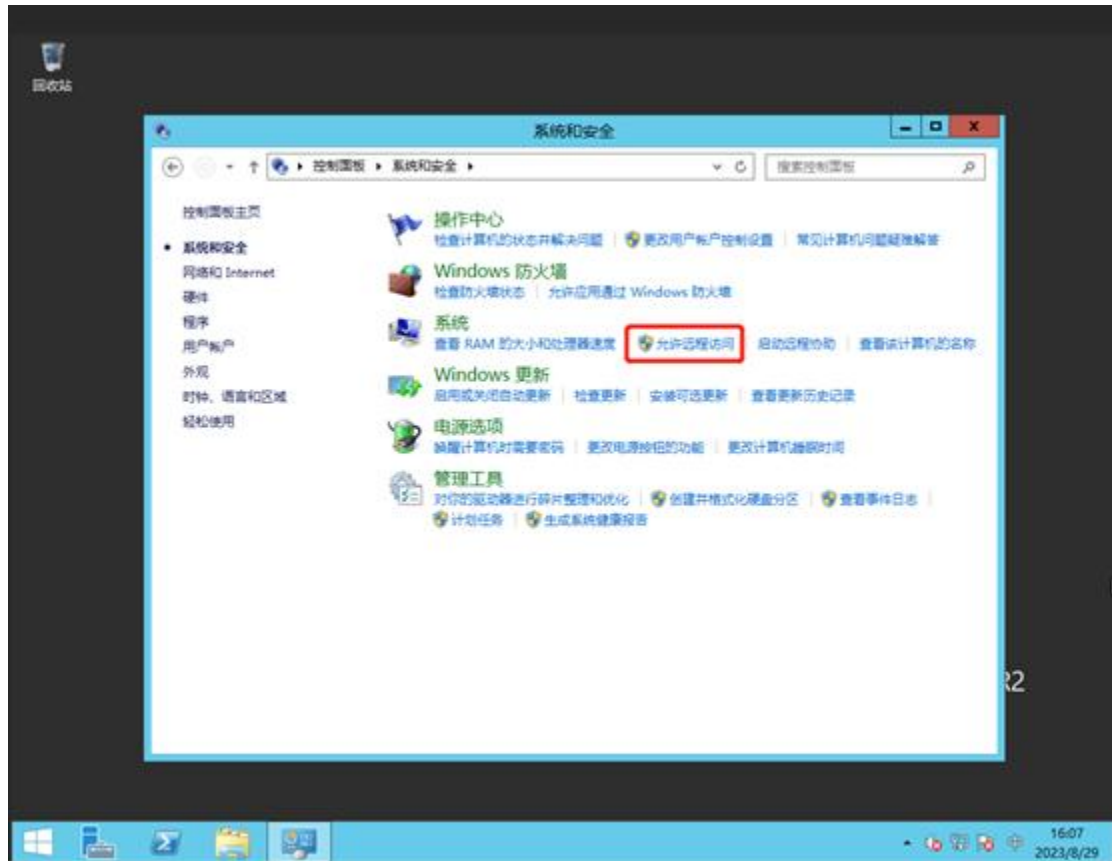 回收站
系统和安全
控制面板 ▸ 系统和安全 ▸
搜索控制面板
控制面板主页
• 系统和安全
网络和 Internet
硬件
程序
用户帐户
外观
时钟、语言和区域
轻松使用
操作中心
检查计算机的状态并解决问题 | 更改用户帐户控制设置 | 常见计算机问题疑难解答
Windows 防火墙
检查防火墙状态 | 允许应用通过 Windows 防火墙
系统
查看 RAM 的大小和处理器速度 | 允许远程访问 | 启动远程协助 | 查看该计算机的名称
Windows 更新
启用或关闭自动更新 | 检查更新 | 安装可选更新 | 查看更新历史记录
电源选项
唤醒计算机时需要密码 | 更改电源按钮的功能 | 更改计算机睡眠时间
管理工具
对你的驱动器进行碎片整理和优化 | 创建并格式化硬盘分区 | 查看事件日志 |
计划任务 | 生成系统健康报告
R2
中
16:07
2023/8/29